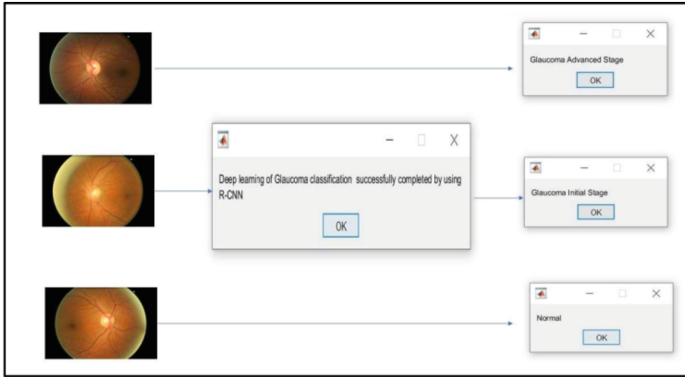 Glaucoma Advanced Stage
OK
Deep learning of Glaucoma classification successfully completed by using
R-CNN
OK
Glaucoma Initial Stage
OK
Normal
OK